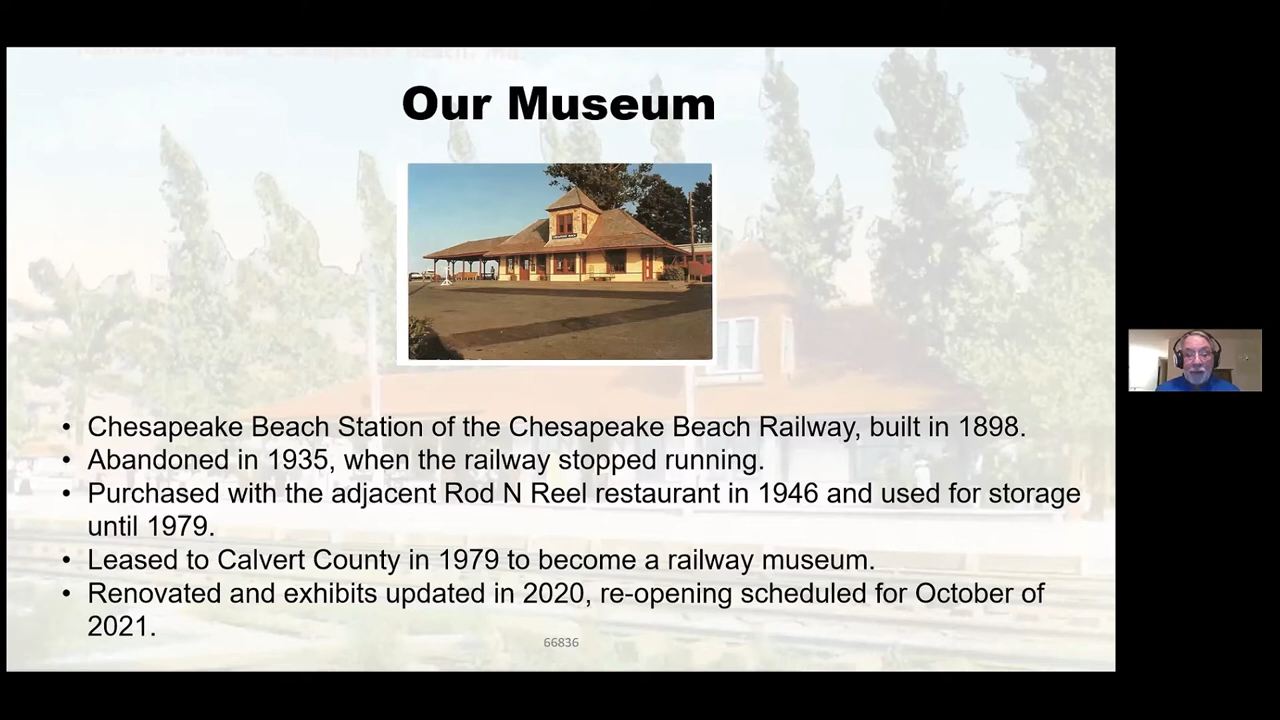 Our Museum
• Chesapeake Beach Station of the Chesapeake Beach Railway, built in 1898.
• Abandoned in 1935, when the railway stopped running.
• Purchased with the adjacent Rod N Reel restaurant in 1946 and used for storage
until 1979.
• Leased to Calvert County in 1979 to become a railway museum.
• Renovated and exhibits updated in 2020, re-opening scheduled for October of
2021.
66836